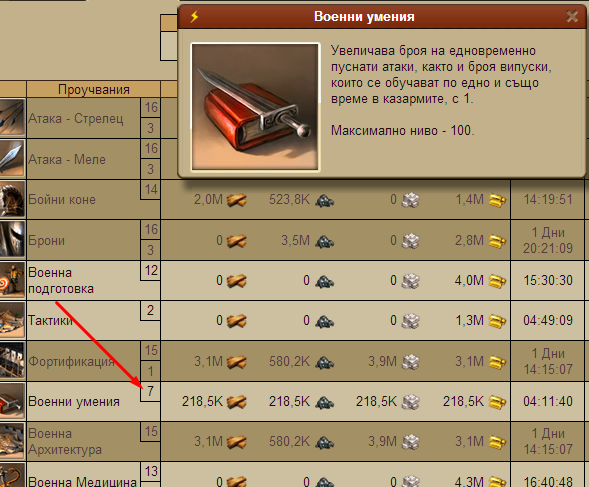 Военни умения
Увеличава броя на едновременно
пуснати атаки, както и броя випуски,
които се обучават по едно и също
време в казармите, с 1.
Максимално ниво - 100.
Проучвания
Атака - Стрелец 16 3
Атака - Меле 16 3
Бойни коне 14 2,0M 523,8K 0 1,4M 14:19:51
Брони 16 3 0 3,5M 0 2,8M 1 Дни 20:21:09
Военна подготовка 12 0 0 0 4,0M 15:30:30
Тактики 2 0 0 0 1,3M 04:49:09
Фортификация 15 1 3,1M 580,2K 3,9M 3,1M 1 Дни 14:15:07
Военни умения 7 218,5K 218,5K 218,5K 218,5K 04:11:40
Военна Архитектура 15 3,1M 580,2K 3,9M 3,1M 1 Дни 14:15:07
Военна Медицина 13 0 0 0 4,3M 16:40:48